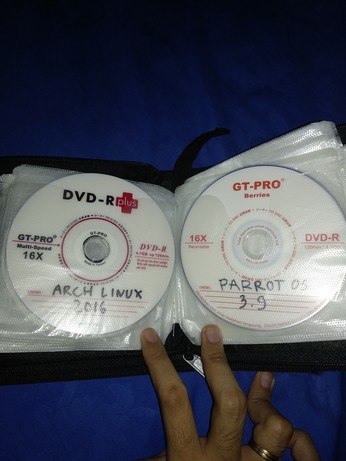 DVD-R plus
GT-PRO®
Multi-Speed
16X
DVD-R
ARCH LINUX
2016
GT-PRO®
Berries
16X
DVD-R
PARROT OS
3.9